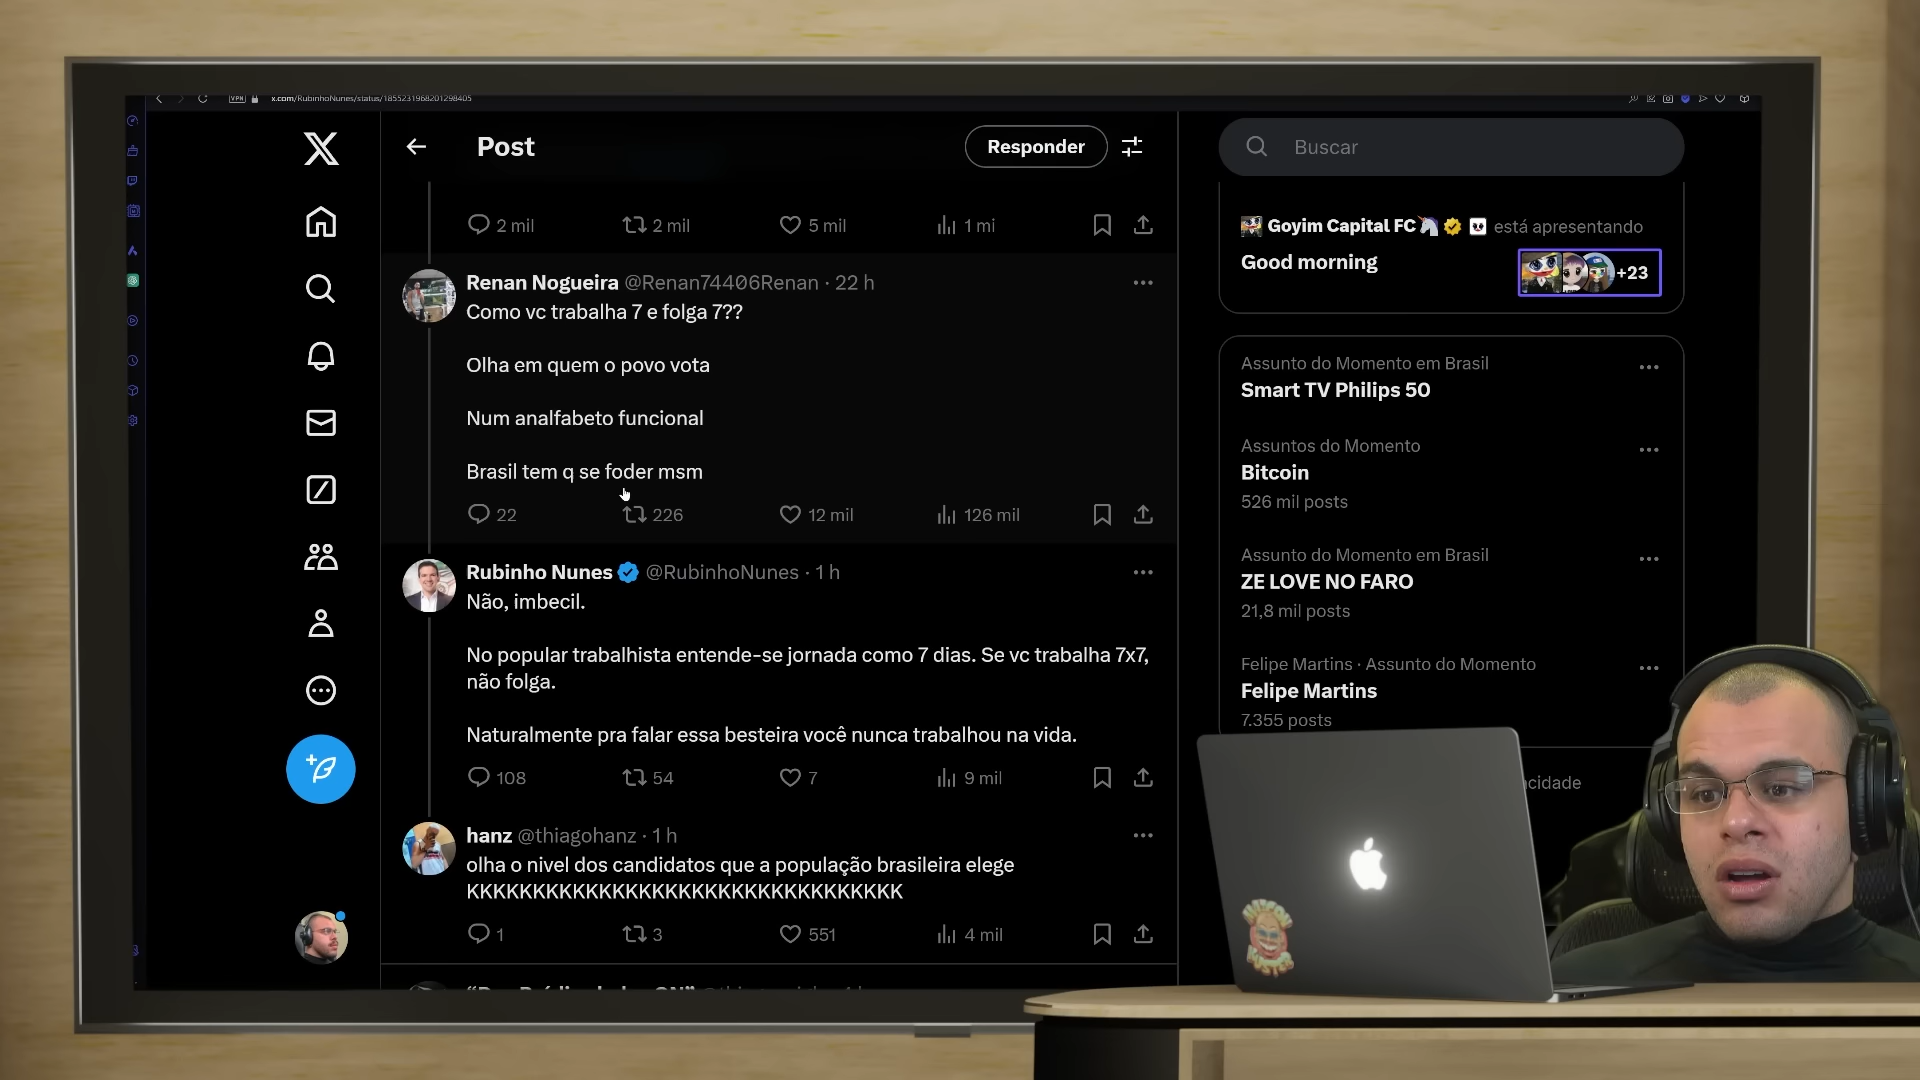 VPN x.com/RubinhoNunes/status/1855231968201298405
Post
Responder
Buscar
2 mil 2 mil 5 mil 1 mi
Renan Nogueira @Renan74406Renan · 22 h
Como vc trabalha 7 e folga 7??
Olha em quem o povo vota
Num analfabeto funcional
Brasil tem q se foder msm
22 226 12 mil 126 mil
Rubinho Nunes @RubinhoNunes · 1 h
Não, imbecil.
No popular trabalhista entende-se jornada como 7 dias. Se vc trabalha 7x7,
não folga.
Naturalmente pra falar essa besteira você nunca trabalhou na vida.
108 54 7 9 mil
hanz @thiagohanz · 1 h
olha o nivel dos candidatos que a população brasileira elege
KKKKKKKKKKKKKKKKKKKKKKKKKKKKKKKKK
1 3 551 4 mil
Goyim Capital FC está apresentando
Good morning
+23
Assunto do Momento em Brasil
Smart TV Philips 50
Assuntos do Momento
Bitcoin
526 mil posts
Assunto do Momento em Brasil
ZE LOVE NO FARO
21,8 mil posts
Felipe Martins · Assunto do Momento
Felipe Martins
7.355 posts